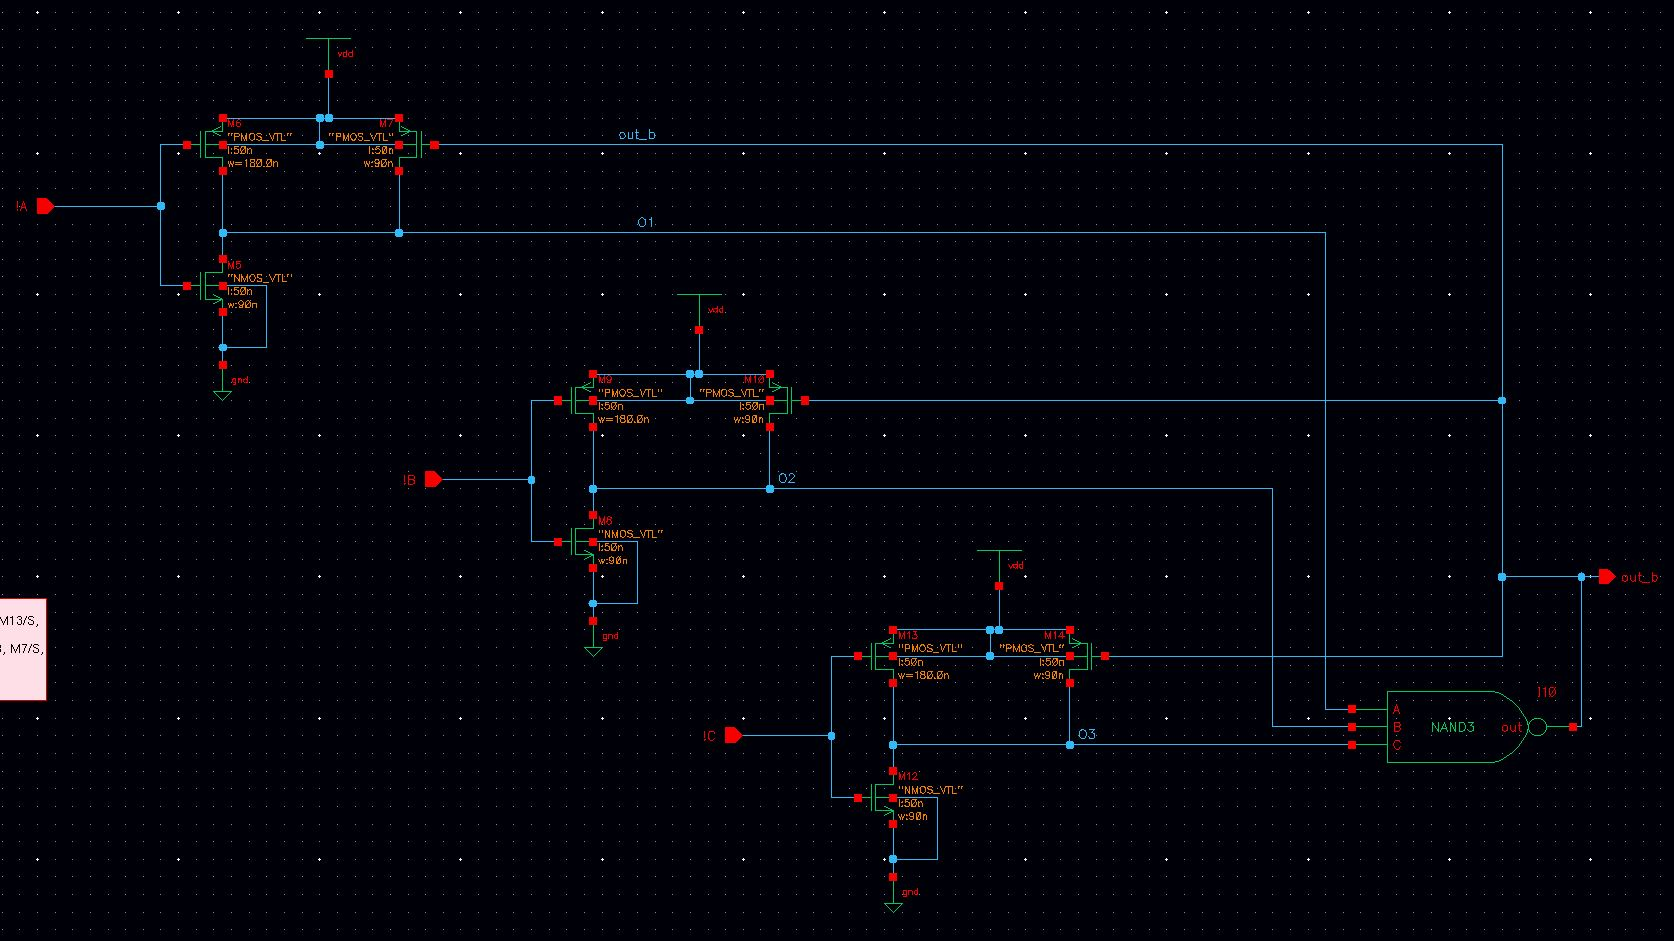 vdd
M6
M7
"PMOS_VTL"
"PMOS_VTL"
l:50n
l:50n
w=180.0n
w:90n
out_b
!A
O1
M5
"NMOS_VTL"
l:50n
w:90n
gnd
vdd
M9
M10
"PMOS_VTL"
"PMOS_VTL"
l:50n
l:50n
w=180.0n
w:90n
!B
O2
M8
"NMOS_VTL"
l:50n
w:90n
gnd
vdd
out_b
M13/S,
, M7/S,
M13
M14
"PMOS_VTL"
"PMOS_VTL"
l:50n
l:50n
w=180.0n
w:90n
!C
O3
I10
A
B
C
NAND3
out
M12
"NMOS_VTL"
l:50n
w:90n
gnd